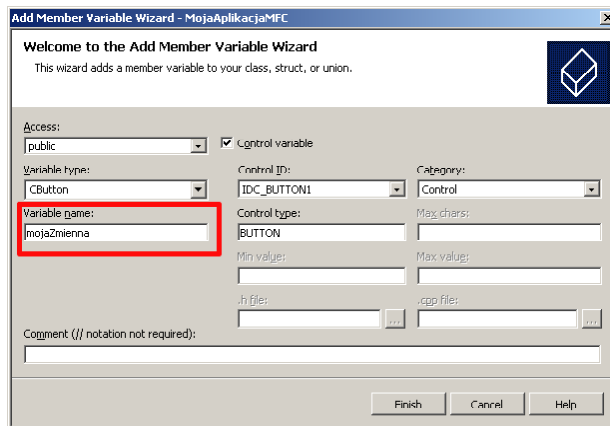 Add Member Variable Wizard - MojaAplikacjaMFC
Welcome to the Add Member Variable Wizard
This wizard adds a member variable to your class, struct, or union.
Access:
public
Control variable
Variable type:
Control ID:
Category:
CButton
IDC_BUTTON1
Control
Variable name:
Control type:
Max chars:
mojaZmienna
BUTTON
Min value:
Max value:
.h file:
.cpp file:
...
...
Comment (// notation not required):
Finish
Cancel
Help